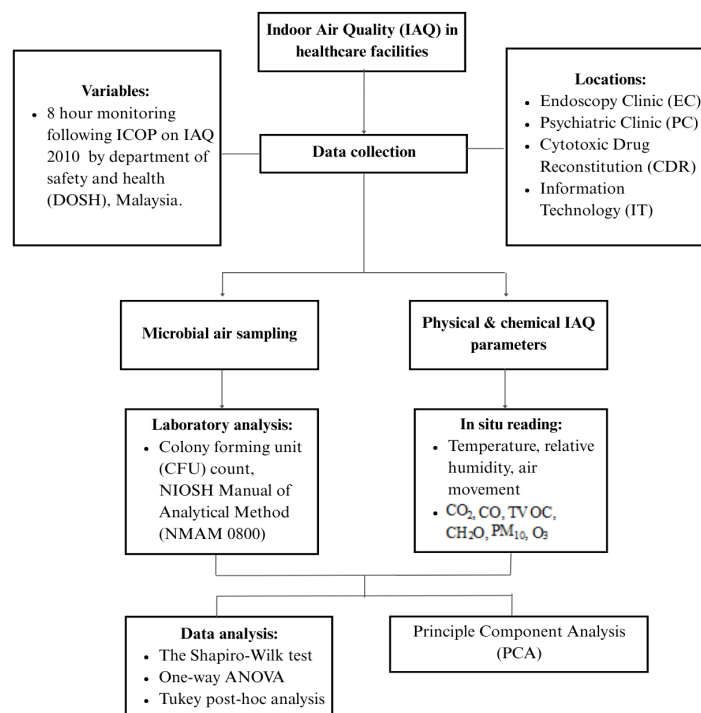 Indoor Air Quality (IAQ) in
healthcare facilities
Variables:
• 8 hour monitoring
following ICOP on IAQ
2010 by department of
safety and health
(DOSH), Malaysia.
Data collection
Locations:
• Endoscopy Clinic (EC)
• Psychiatric Clinic (PC)
• Cytotoxic Drug
Reconstitution (CDR)
• Information
Technology (IT)
Microbial air sampling
Physical & chemical IAQ
parameters
Laboratory analysis:
• Colony forming unit
(CFU) count,
NIOSH Manual of
Analytical Method
(NMAM 0800)
In situ reading:
• Temperature, relative
humidity, air
movement
• CO₂, CO, TVOC,
CH₂O, PM₁₀, O₃
Data analysis:
• The Shapiro-Wilk test
• One-way ANOVA
• Tukey post-hoc analysis
Principle Component Analysis
(PCA)